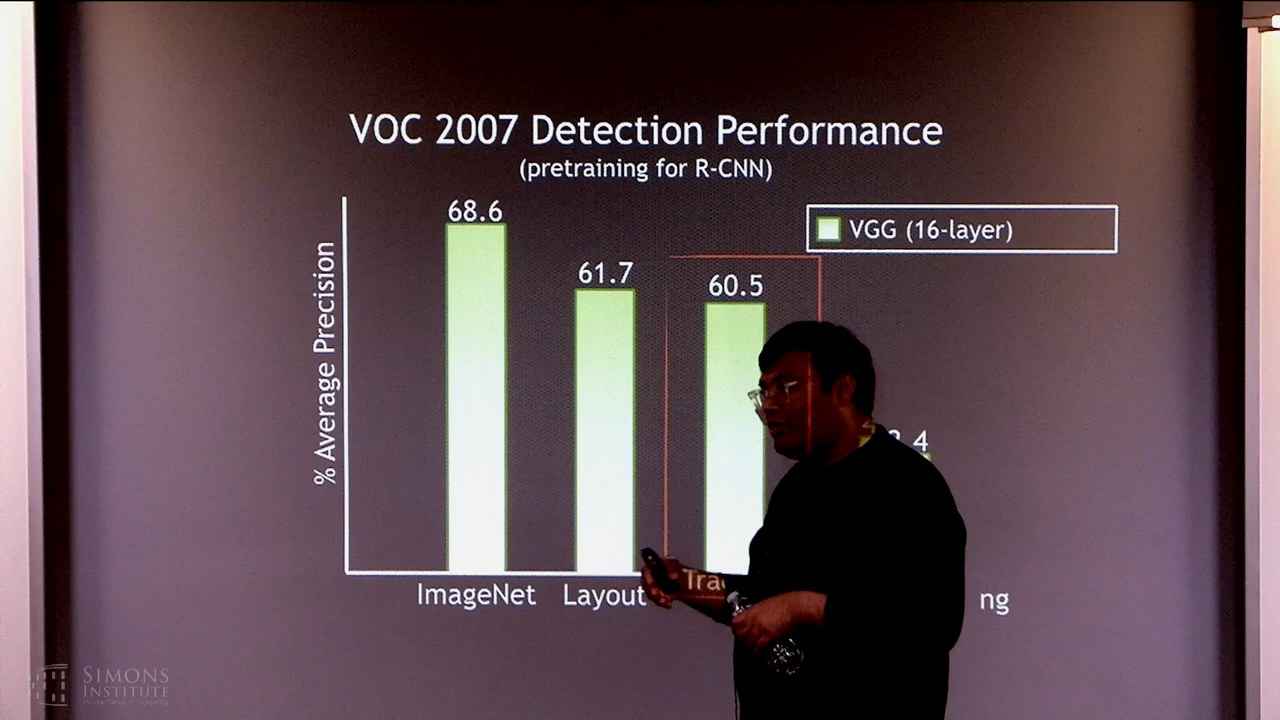 VOC 2007 Detection Performance
(pretraining for R-CNN)
68.6
VGG (16-layer)
61.7
60.5
% Average Precision
ImageNet
Layout
SIMONS
INSTITUTE